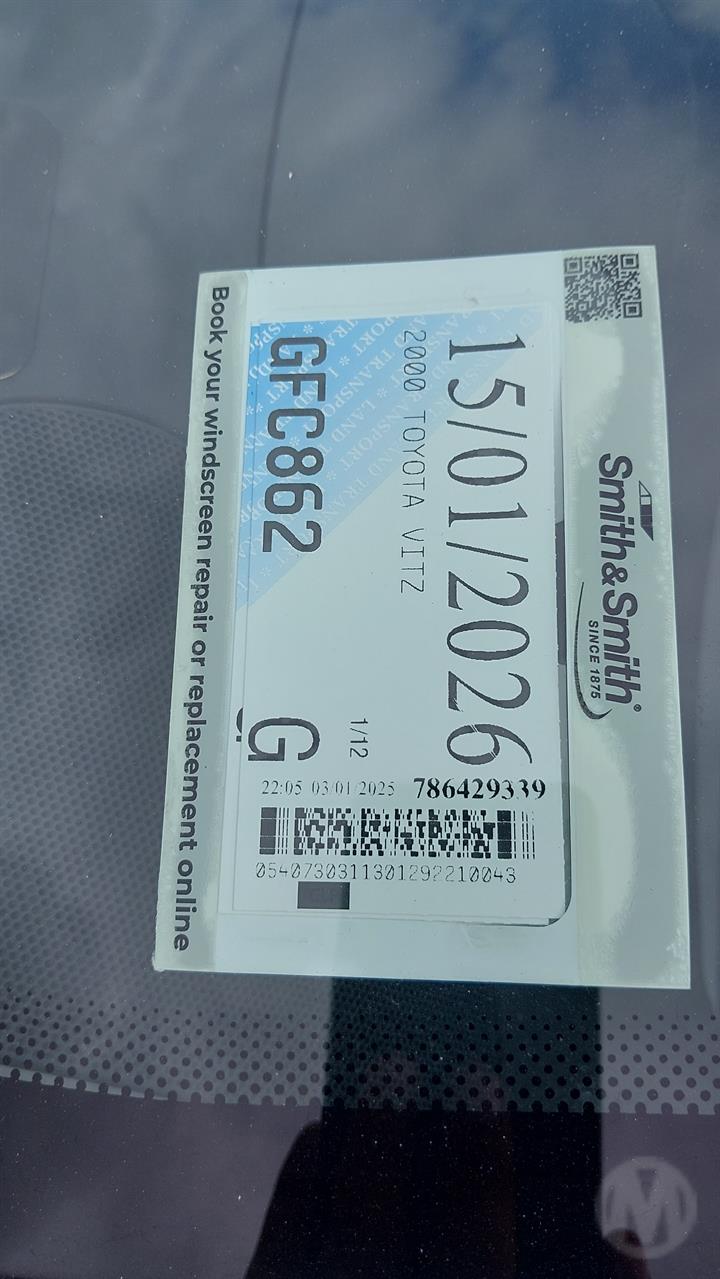 Smith&Smith®
SINCE 1875
15/01/2026
2000 TOYOTA VITZ
GFC862
1/12
G
22:05 03/01/2025 786429339
0540730311301292210043
Book your windscreen repair or replacement online
M